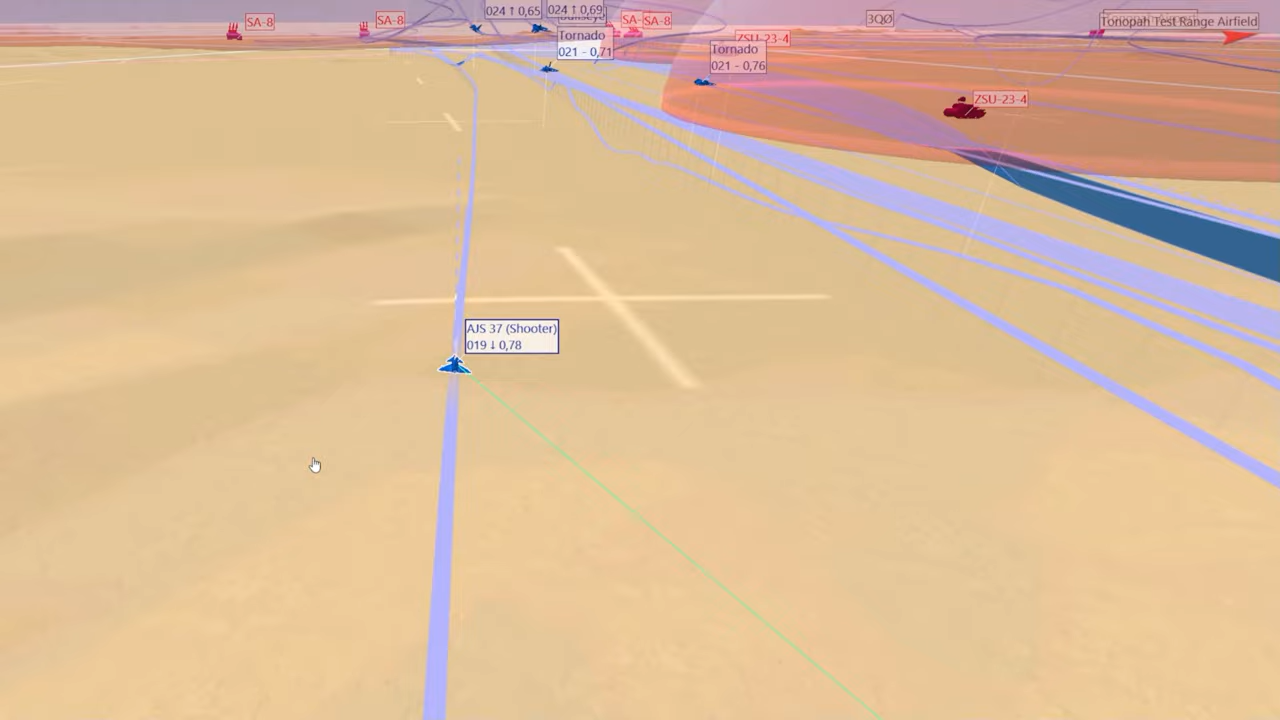 024 ↑ 0,65
024 ↑ 0,69
SA-8
SA-8
SA-
SA-8
3QØ
Tonopah Test Range Airfield
Bullseye
Tornado
021 - 0,71
ZSU-23-4
Tornado
021 - 0,76
ZSU-23-4
AJS 37 (Shooter)
019 ↓ 0,78